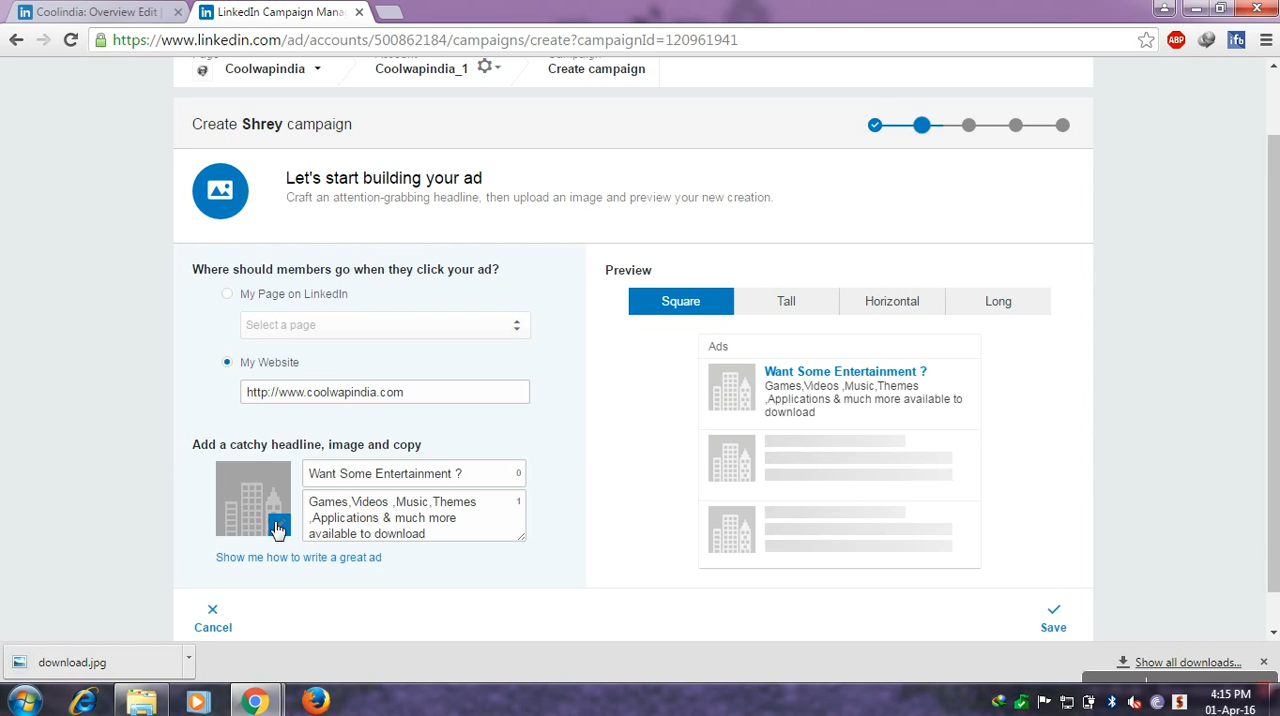 Coolindia: Overview Edit
LinkedIn Campaign Mana
https://www.linkedin.com/ad/accounts/500862184/campaigns/create?campaignId=120961941
ABP
ifb
Coolwapindia
Coolwapindia_1
Create campaign
Create Shrey campaign
Let's start building your ad
Craft an attention-grabbing headline, then upload an image and preview your new creation.
Where should members go when they click your ad?
My Page on LinkedIn
Select a page
My Website
http://www.coolwapindia.com
Add a catchy headline, image and copy
Want Some Entertainment ? 0
Games,Videos ,Music,Themes 1
,Applications & much more
available to download
Show me how to write a great ad
Preview
Square Tall Horizontal Long
Ads
Want Some Entertainment ?
Games,Videos ,Music,Themes
,Applications & much more available to
download
Cancel
Save
download.jpg
Show all downloads...
4:15 PM
01-Apr-16